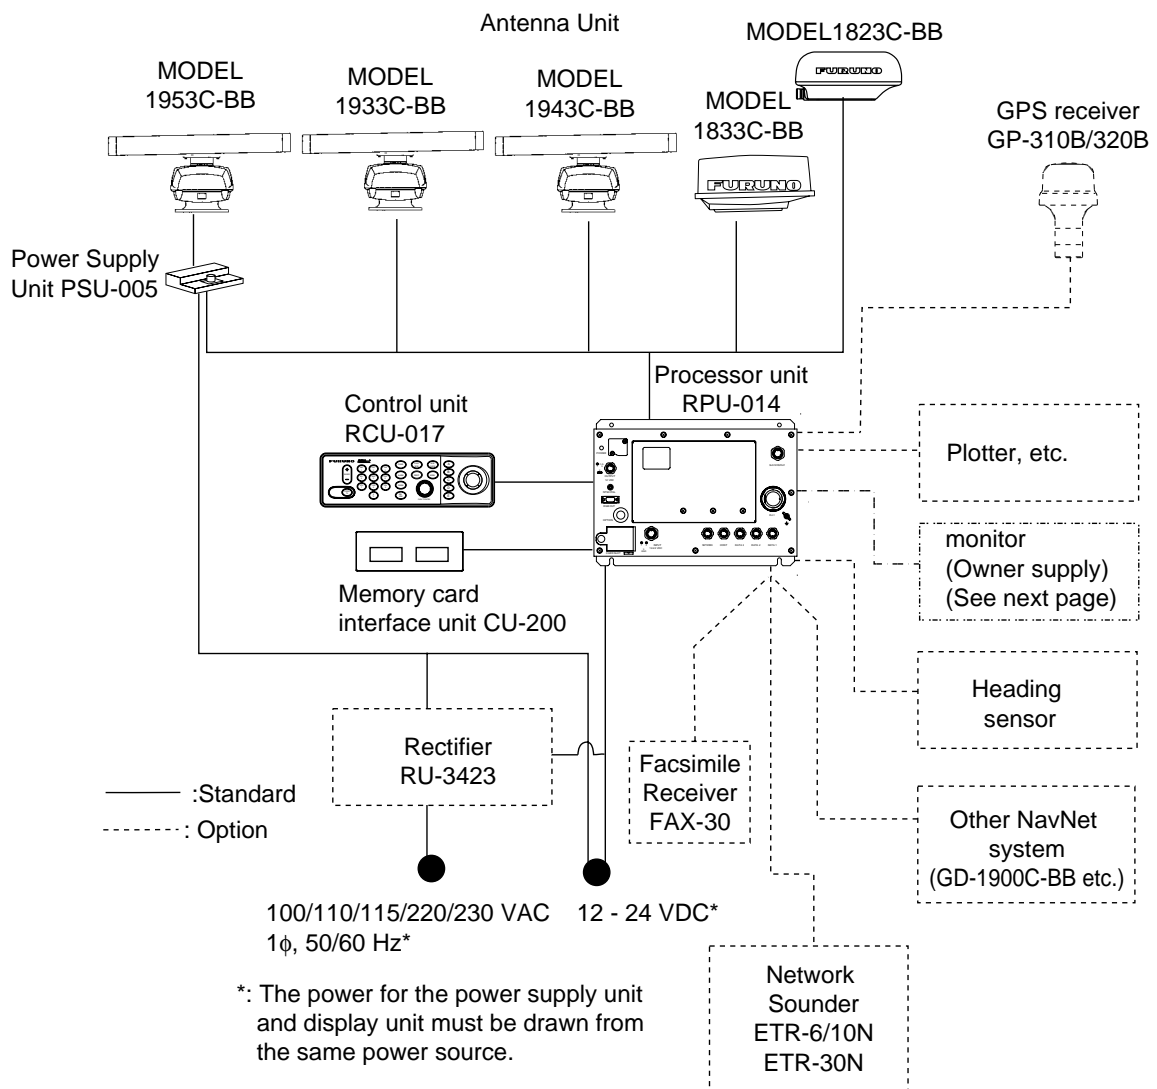 Antenna Unit
MODEL1823C-BB
MODEL
1953C-BB
MODEL
1933C-BB
MODEL
1943C-BB
MODEL
1833C-BB
FURUNO
FURUNO
GPS receiver
GP-310B/320B
Power Supply
Unit PSU-005
Processor unit
RPU-014
Control unit
RCU-017
FURUNO
Plotter, etc.
monitor
(Owner supply)
(See next page)
Memory card
interface unit CU-200
Heading
sensor
Rectifier
RU-3423
Facsimile
Receiver
FAX-30
:Standard
: Option
Other NavNet
system
(GD-1900C-BB etc.)
100/110/115/220/230 VAC
1ϕ, 50/60 Hz*
12 - 24 VDC*
*: The power for the power supply unit
and display unit must be drawn from
the same power source.
Network
Sounder
ETR-6/10N
ETR-30N